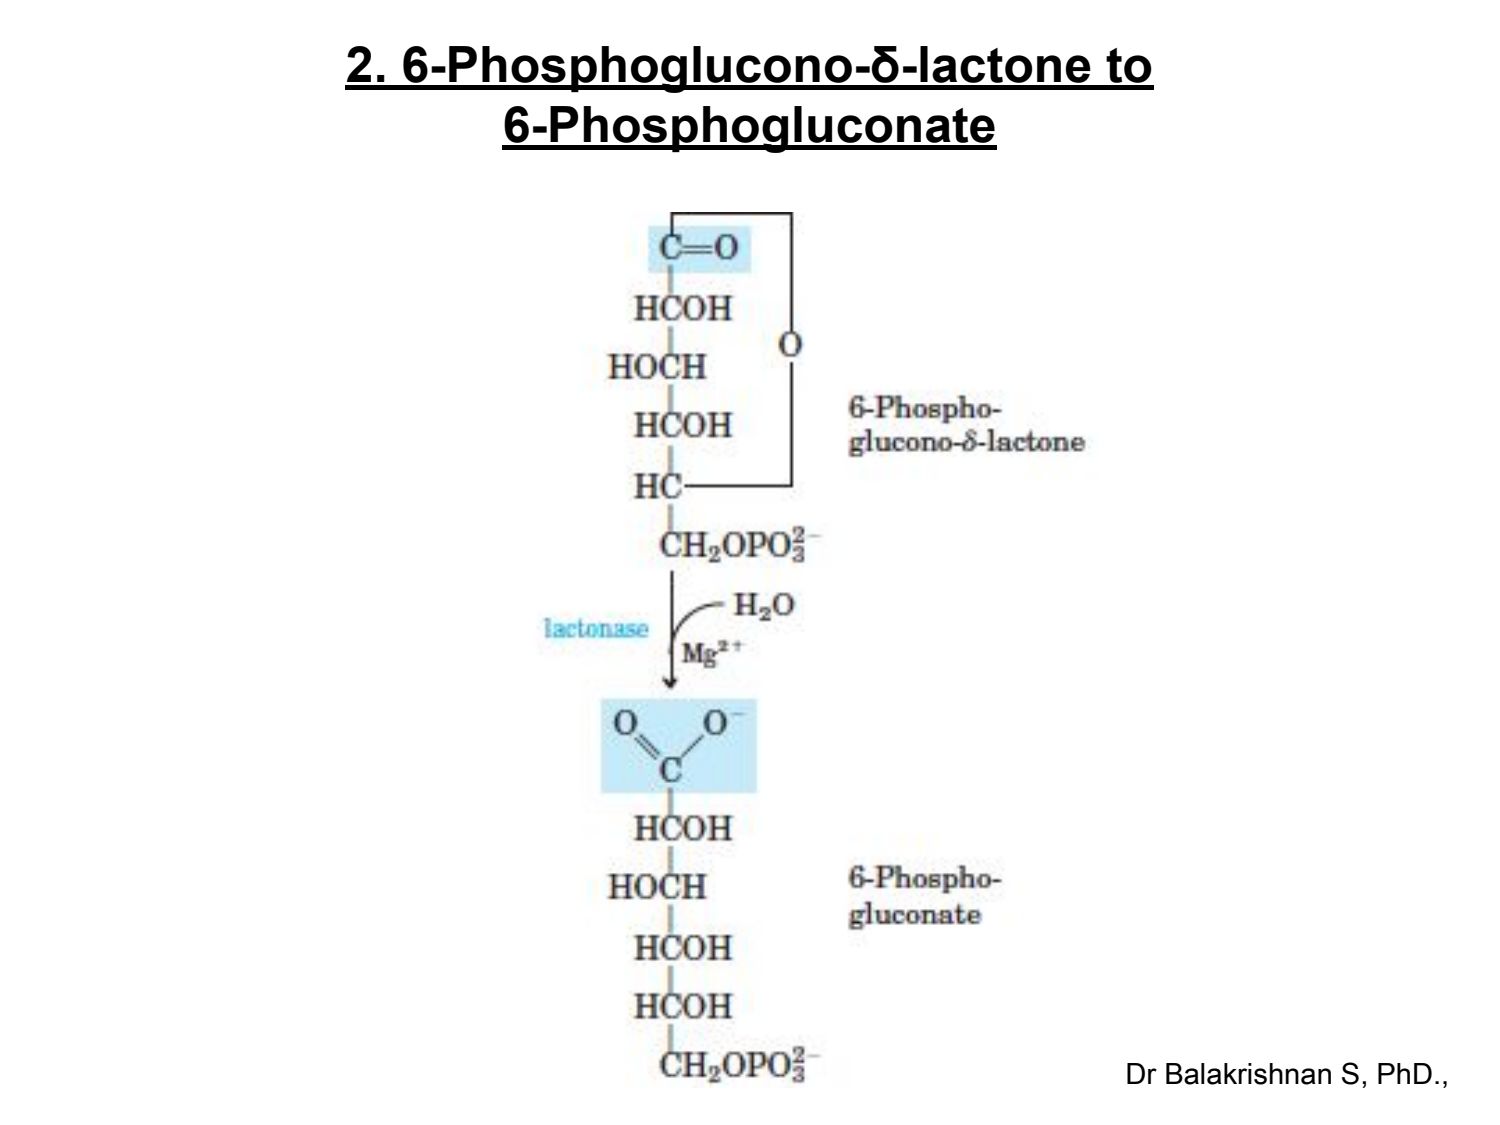 2. 6-Phosphoglucono-δ-lactone to
6-Phosphogluconate
C=O
HCOH
O
HOCH
6-Phospho-
HCOH
glucono-δ-lactone
HC
CH₂OPO₃²⁻
H₂O
lactonase
Mg²⁺
O O⁻
C
HCOH
6-Phospho-
HOCH
gluconate
HCOH
HCOH
CH₂OPO₃²⁻
Dr Balakrishnan S, PhD.,